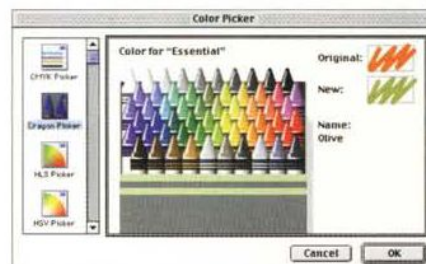 Color Picker
CMYK Picker
Crayon Picker
HLS Picker
HSV Picker
Color for “Essential”
Original:
New:
Name:
Olive
Cancel
OK